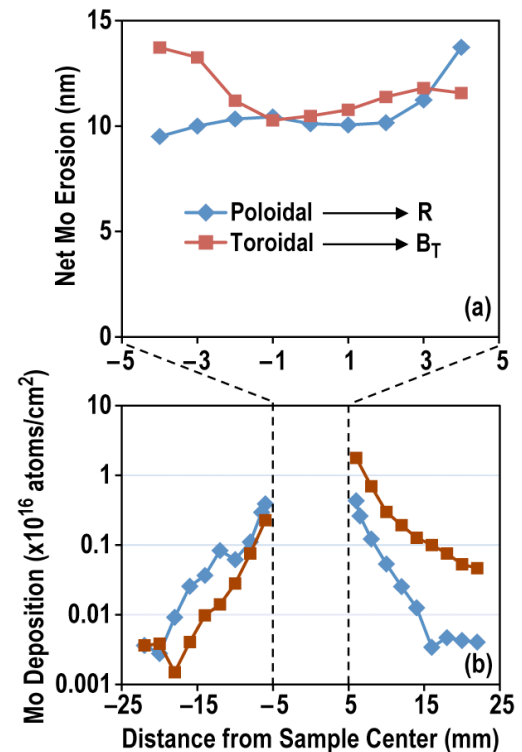 15
10
5
0
Net Mo Erosion (nm)
Poloidal → R
Toroidal → B_T
(a)
–5 –3 –1 1 3 5
10
1
0.1
0.01
0.001
Mo Deposition (x10^16 atoms/cm^2)
(b)
–25 –15 –5 5 15 25
Distance from Sample Center (mm)